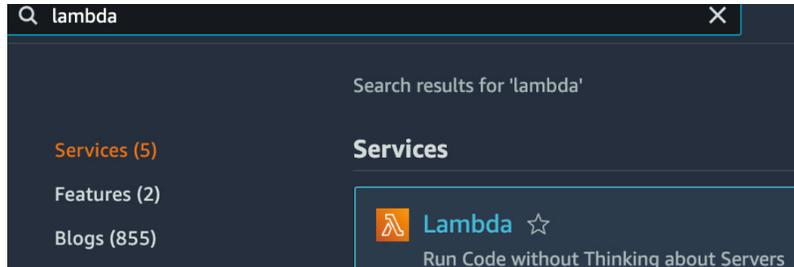 lambda
Search results for 'lambda'
Services (5)
Features (2)
Blogs (855)
Services
Lambda
Run Code without Thinking about Servers